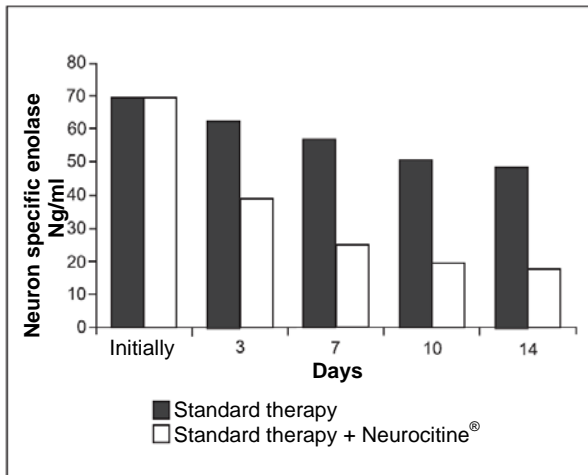 Neuron specific enolase
Ng/ml
80
70
60
50
40
30
20
10
0
Initially
3
7
10
14
Days
Standard therapy
Standard therapy + Neurocitine®